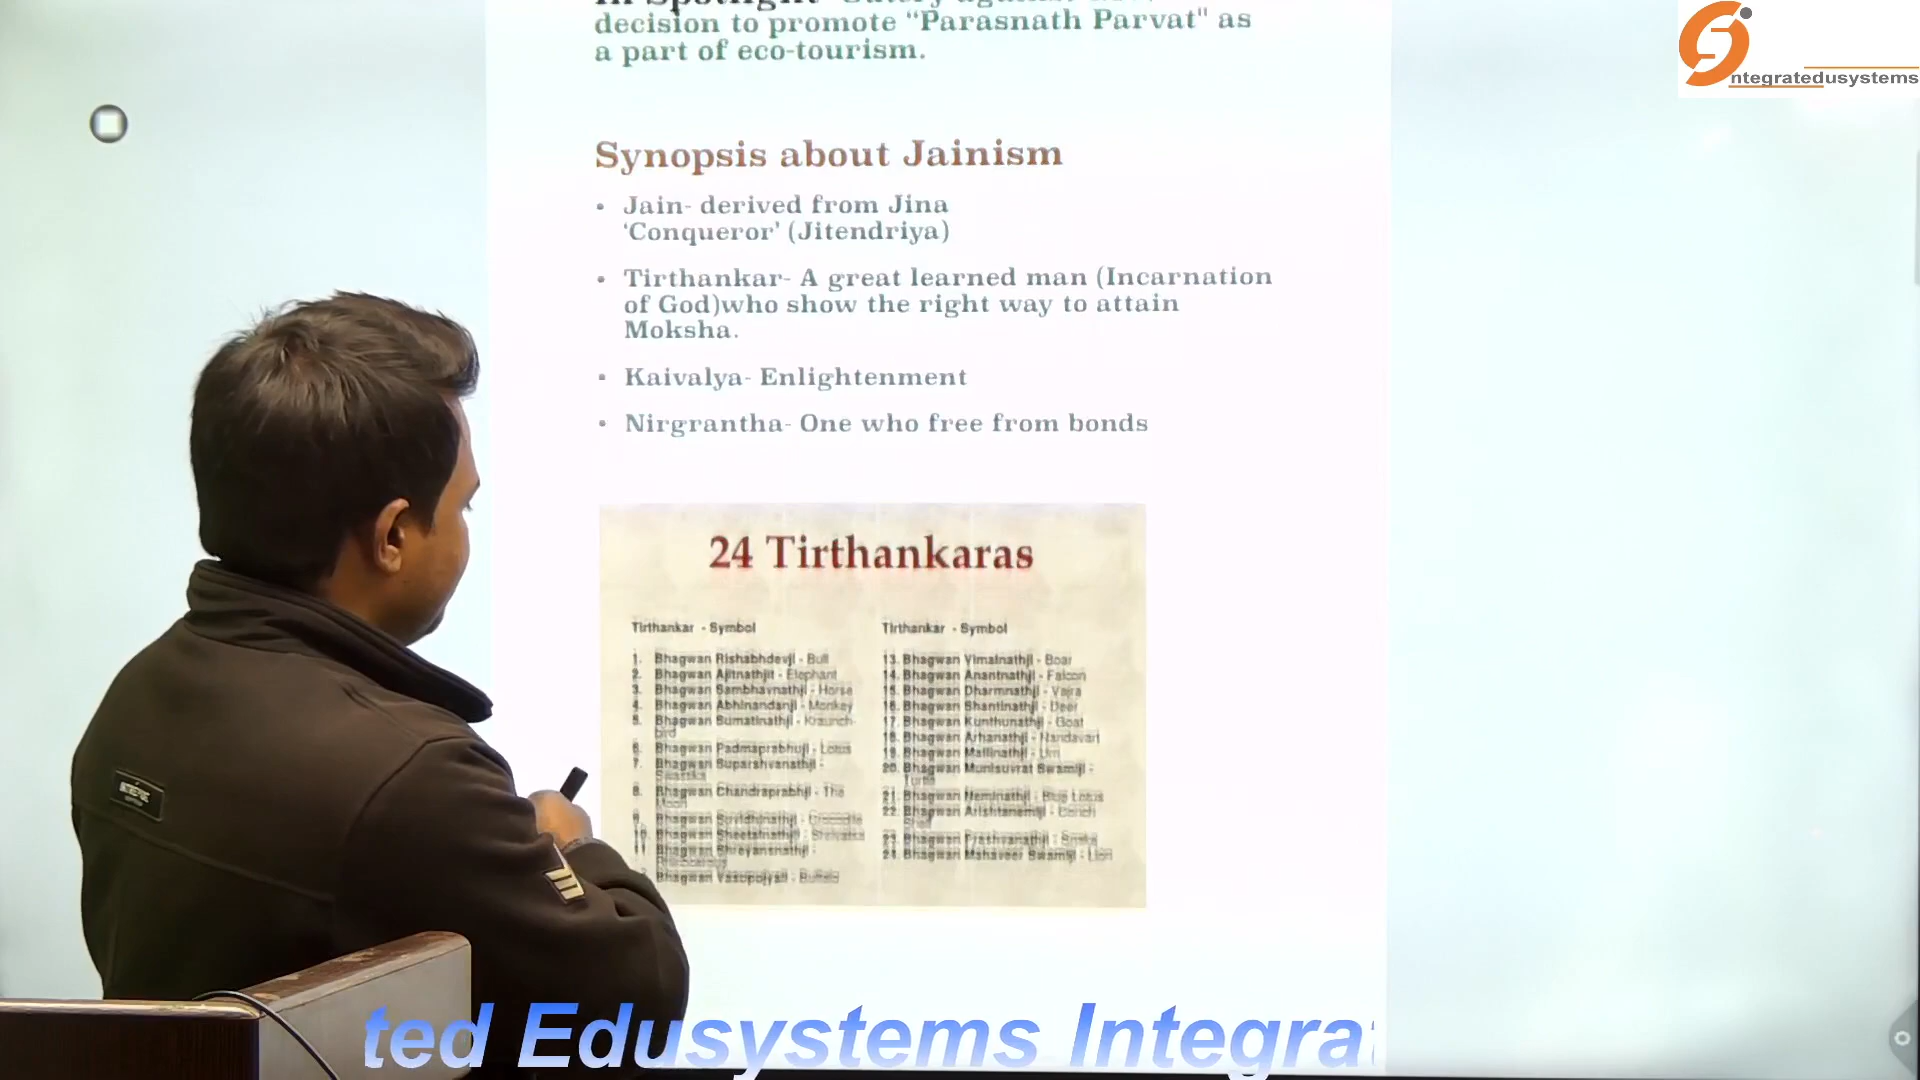 decision to promote “Parasnath Parvat" as
a part of eco-tourism.
ntegratedusystems
Synopsis about Jainism
• Jain- derived from Jina
‘Conqueror’ (Jitendriya)
• Tirthankar- A great learned man (Incarnation
of God)who show the right way to attain
Moksha.
• Kaivalya- Enlightenment
• Nirgrantha- One who free from bonds
24 Tirthankaras
Tirthankar - Symbol
1. Bhagwan Rishabhdevji - Bull
2. Bhagwan Ajitnathji - Elephant
3. Bhagwan Sambhavnathji - Horse
4. Bhagwan Abhinandanji - Monkey
5. Bhagwan Sumatinathji - Kraunch-
bird
6. Bhagwan Padmaprabhuji - Lotus
7. Bhagwan Suparshvanathji -
8. Bhagwan Chandraprabhji - The
Moon
9. Bhagwan Suvidhinathji - Crocodile
10. Bhagwan Sheetalnathji -
Bhagwan Shreyansnathji -
Bhagwan Vasupoljyaji - Buffalo
Tirthankar - Symbol
13. Bhagwan Vimalnathji - Boar
14. Bhagwan Anantnathji - Falcon
15. Bhagwan Dharmnathji - Vajra
16. Bhagwan Shantinathji - Deer
17. Bhagwan Kunthunathji - Goat
18. Bhagwan Arhanathji - Nandavart
19. Bhagwan Mallinathji - Urn
20. Bhagwan Munisuvrat Swamiji -
Turtle
21. Bhagwan Neminathji - Blue Lotus
22. Bhagwan Arishtanemiji - Conch
23. Bhagwan - Snake
24. Bhagwan Mahaveer Swamiji - Lion
ted Edusystems Integra